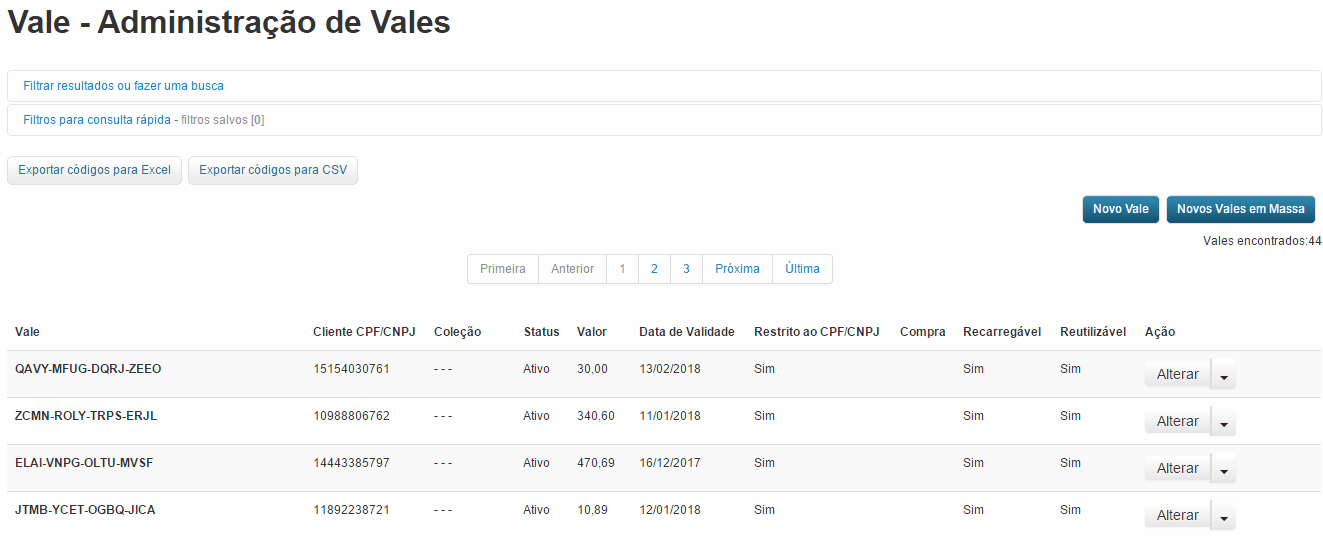 Vale - Administração de Vales
Filtrar resultados ou fazer uma busca
Filtros para consulta rápida - filtros salvos [0]
Exportar códigos para Excel Exportar códigos para CSV
Novo Vale Novos Vales em Massa
Vales encontrados:44
Primeira Anterior 1 2 3 Próxima Última
Vale Cliente CPF/CNPJ Coleção Status Valor Data de Validade Restrito ao CPF/CNPJ Compra Recarregável Reutilizável Ação
QAVY-MFUG-DQRJ-ZEEO 15154030761 - - - Ativo 30,00 13/02/2018 Sim Sim Sim Alterar
ZCMN-ROLY-TRPS-ERJL 10988806762 - - - Ativo 340,60 11/01/2018 Sim Sim Sim Alterar
ELAI-VNPG-OLTU-MVSF 14443385797 - - - Ativo 470,69 16/12/2017 Sim Sim Sim Alterar
JTMB-YCET-OGBQ-JICA 11892238721 - - - Ativo 10,89 12/01/2018 Sim Sim Sim Alterar